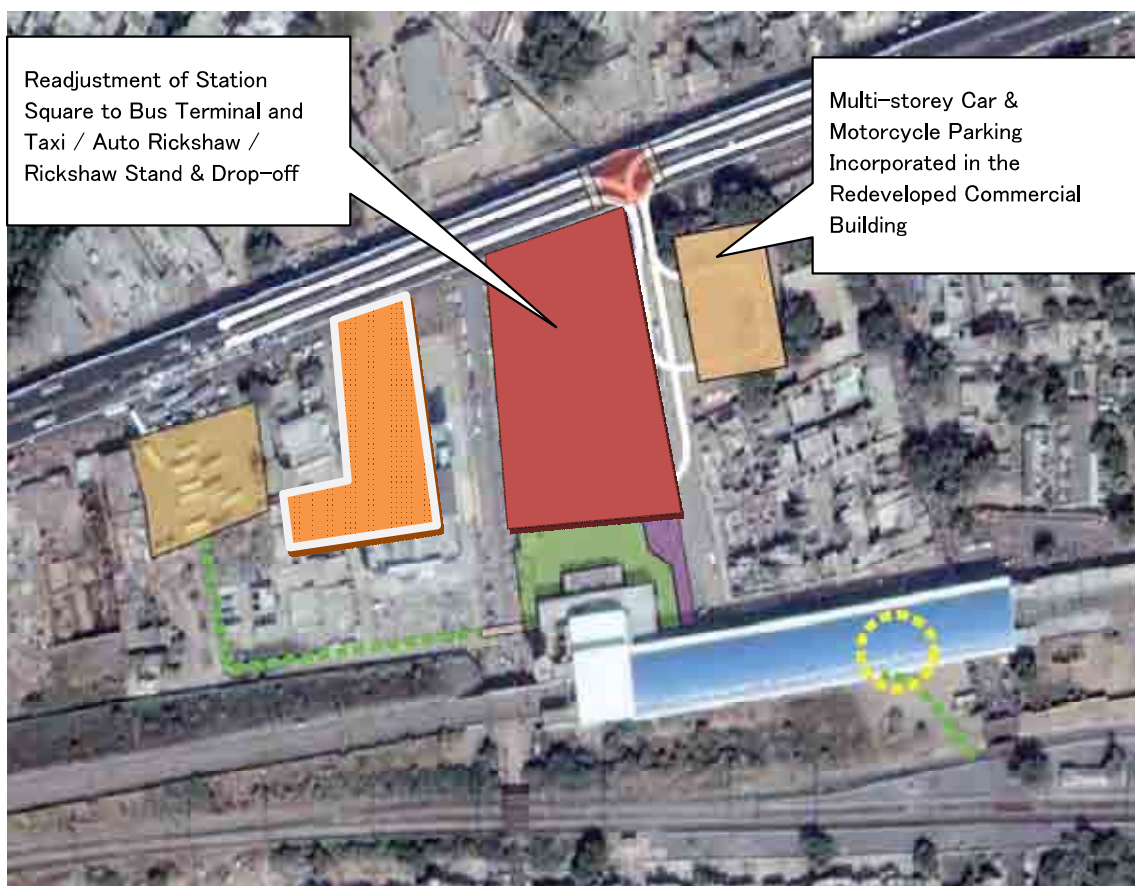 Readjustment of Station
Square to Bus Terminal and
Taxi / Auto Rickshaw /
Rickshaw Stand & Drop-off
Multi-storey Car &
Motorcycle Parking
Incorporated in the
Redeveloped Commercial
Building